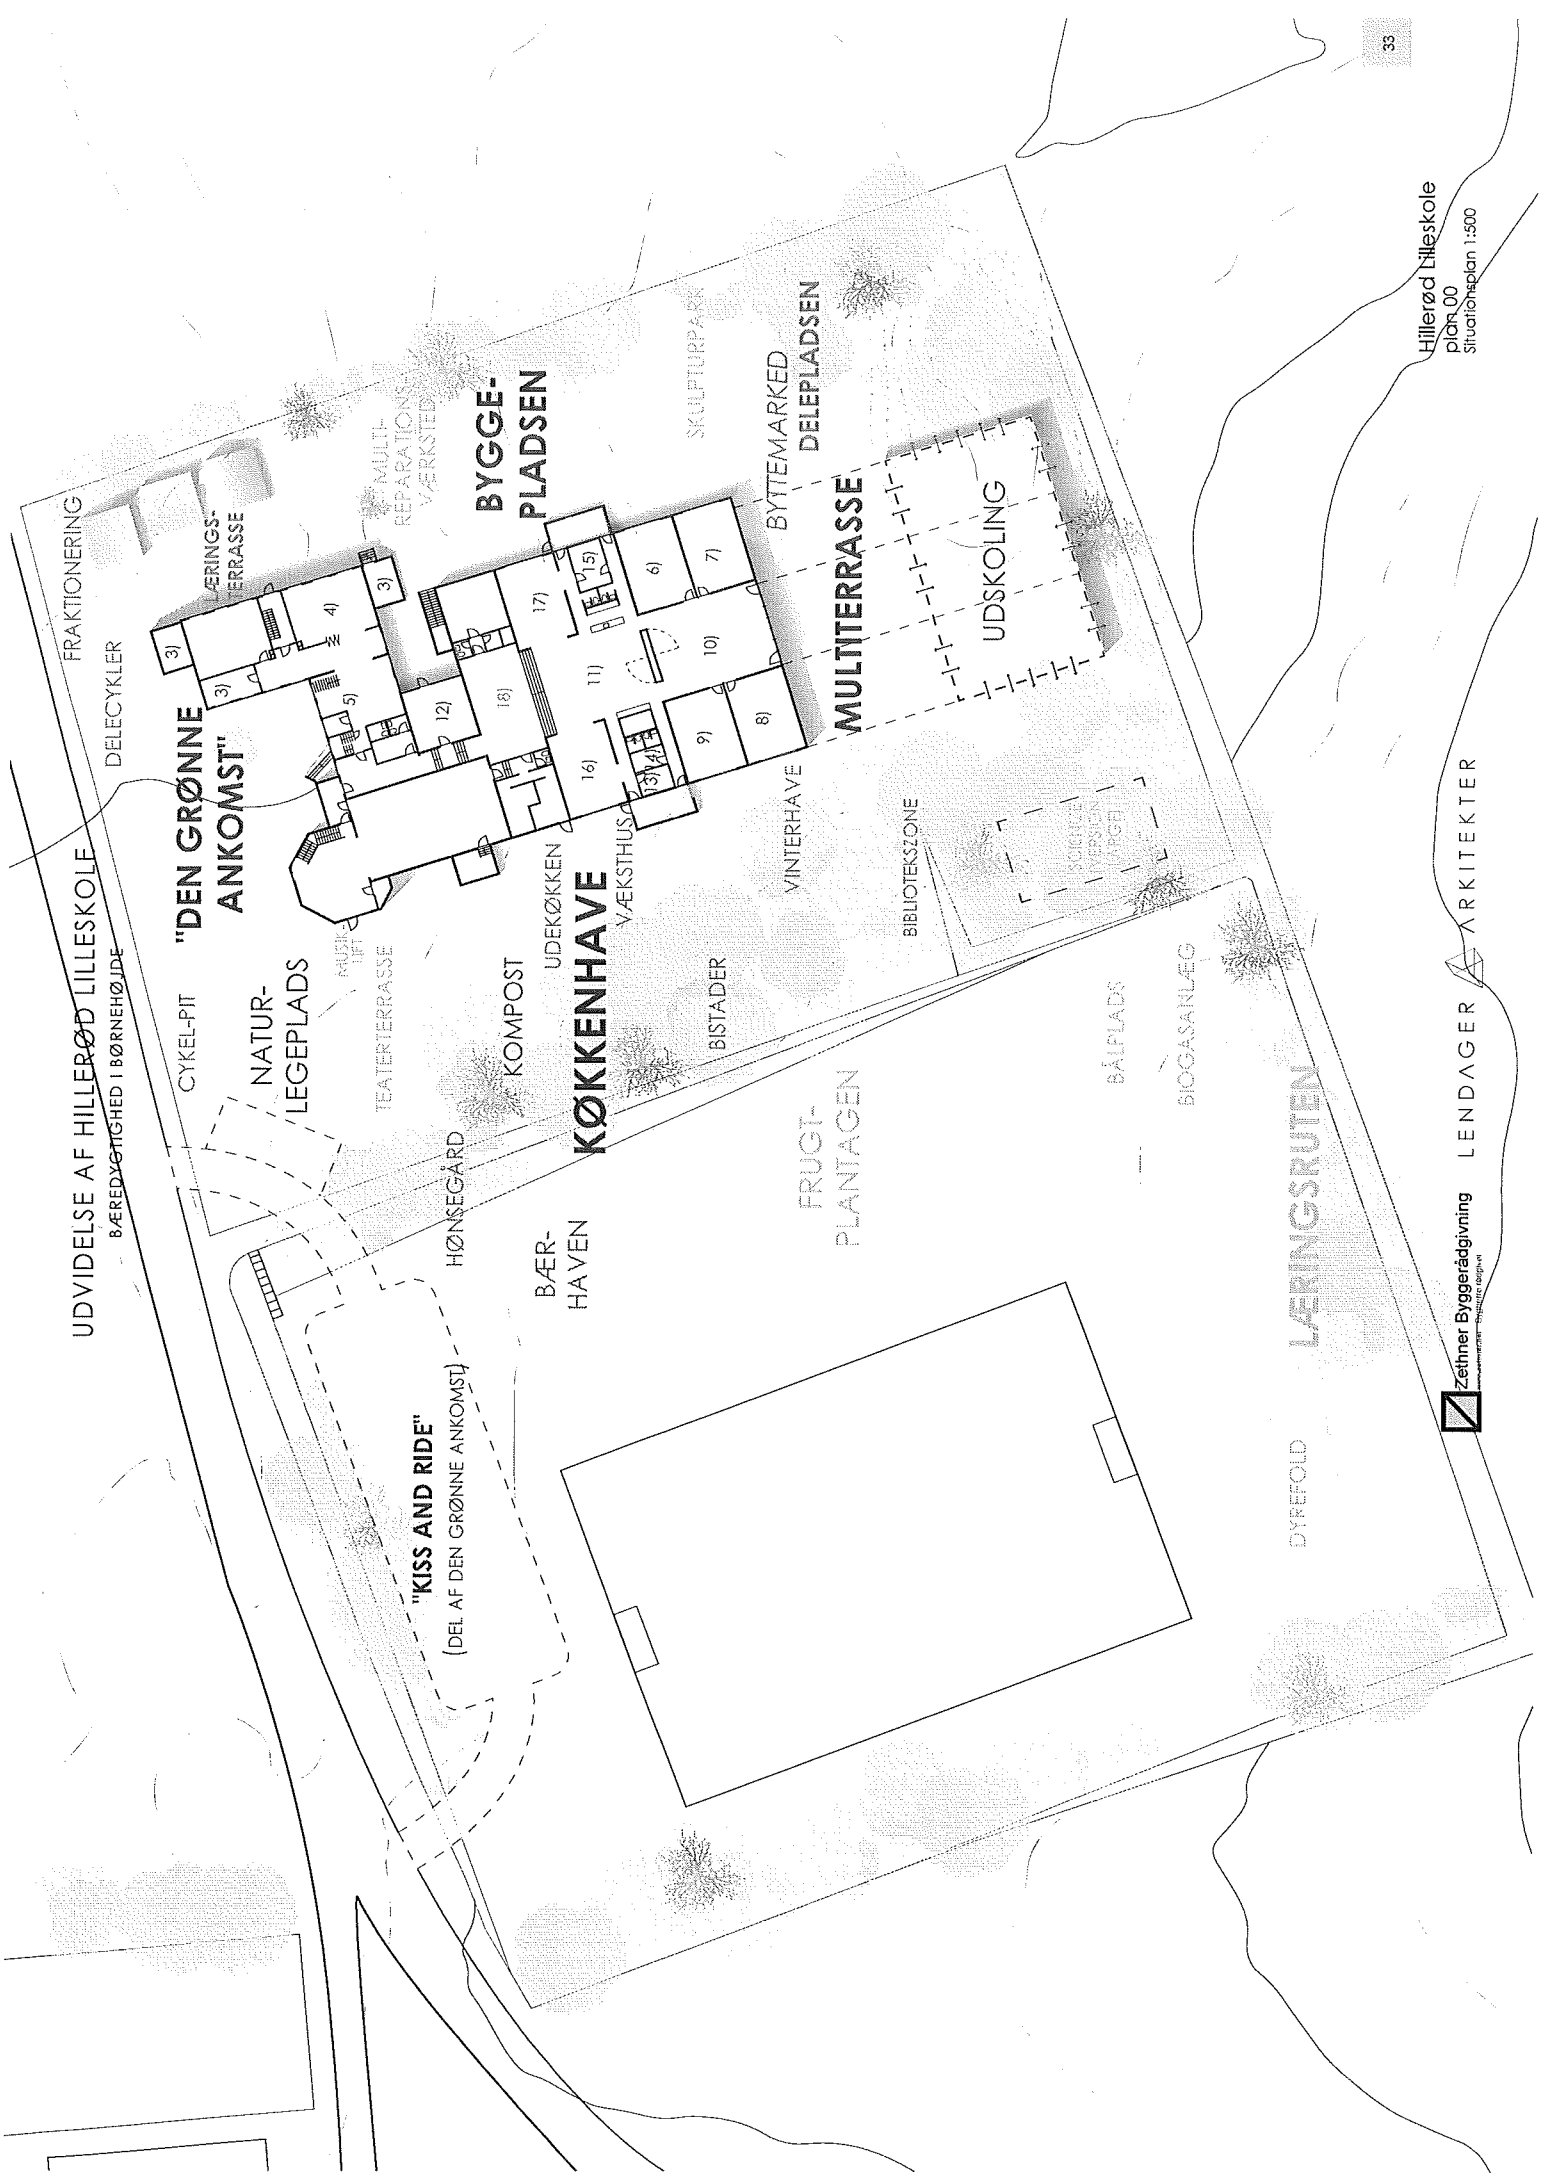 UDVIDELSE AF HILLERØD LILLESKOLE
BÆREDYGTIGHED I BØRNEHØJDE
FRAKTIONERING
DELECYKLER
"DEN GRØNNE
ANKOMST"
CYKEL-PIT
NATUR-
LEGEPLADS
LÆRINGS-
TERRASSE
MUSIK-
TEATERTERRASSE
MULTI-
REPARATIONS-
VÆRKSTED
BYGGE-
PLADSEN
3)
3)
3)
4)
5)
12)
18)
17)
15)
6)
7)
11)
10)
16)
13)
14)
9)
8)
HØNSEGÅRD
KOMPOST
UDEKØKKEN
KØKKENHAVE
VÆKSTHUS
BISTADER
VINTERHAVE
BÆR-
HAVEN
"KISS AND RIDE"
(DEL AF DEN GRØNNE ANKOMST)
SKULPTURPARK
BYTTEMARKED
DELEPLADSEN
MULTITERRASSE
UDSKOLING
BIBLIOTEKSZONE
SCIENCE
FRUGT-
PLANTAGEN
BÅLPLADS
BIOGASANLÆG
LÆRINGSRUTEN
DYREFOLD
33
Hillerød Lilleskole
plan 00
Situationsplan 1:500
Zethner Byggerådgivning
LENDAGER ARKITEKTER